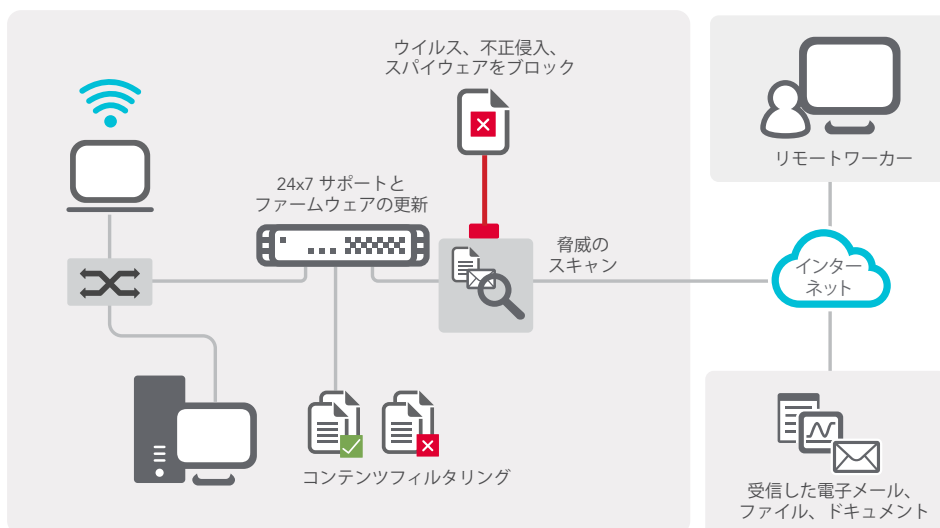 ウイルス、不正侵入、
スパイウェアをブロック
リモートワーカー
24x7 サポートと
ファームウェアの更新
脅威の
スキャン
インター
ネット
コンテンツフィルタリング
受信した電子メール、
ファイル、ドキュメント